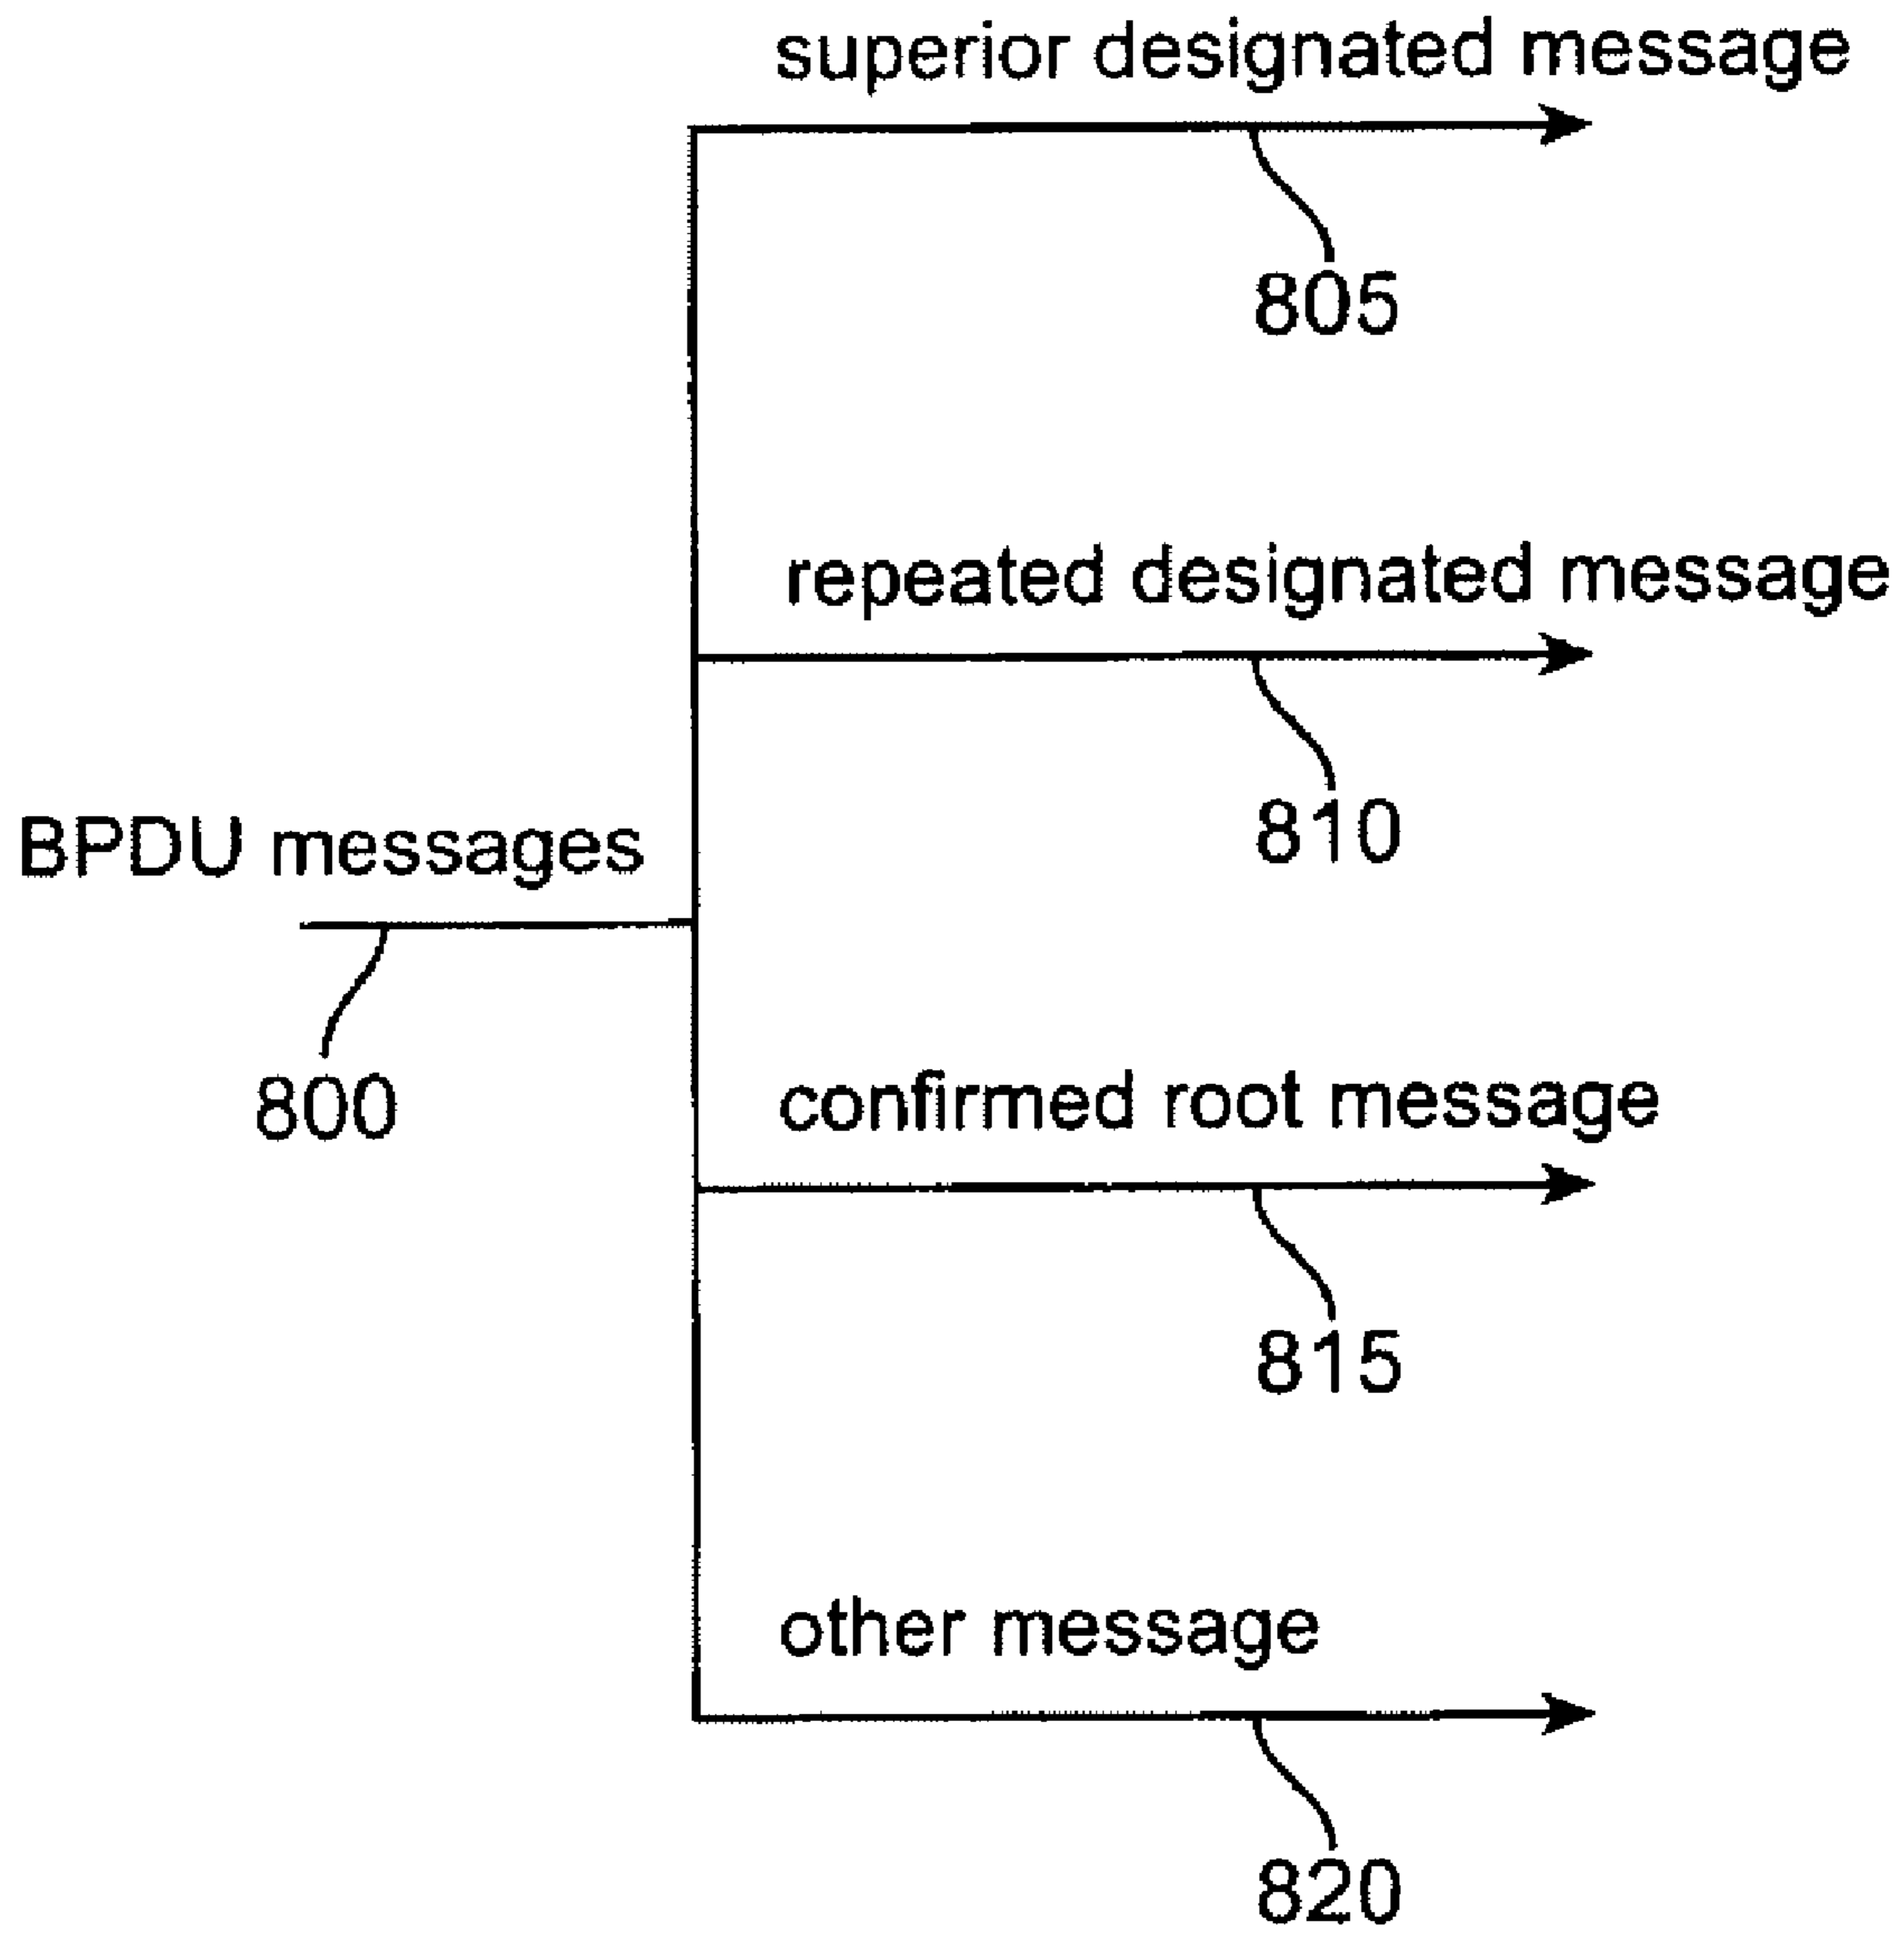 superior designated message
805
repeated designated message
810
BPDU messages
800
confirmed root message
815
other message
820